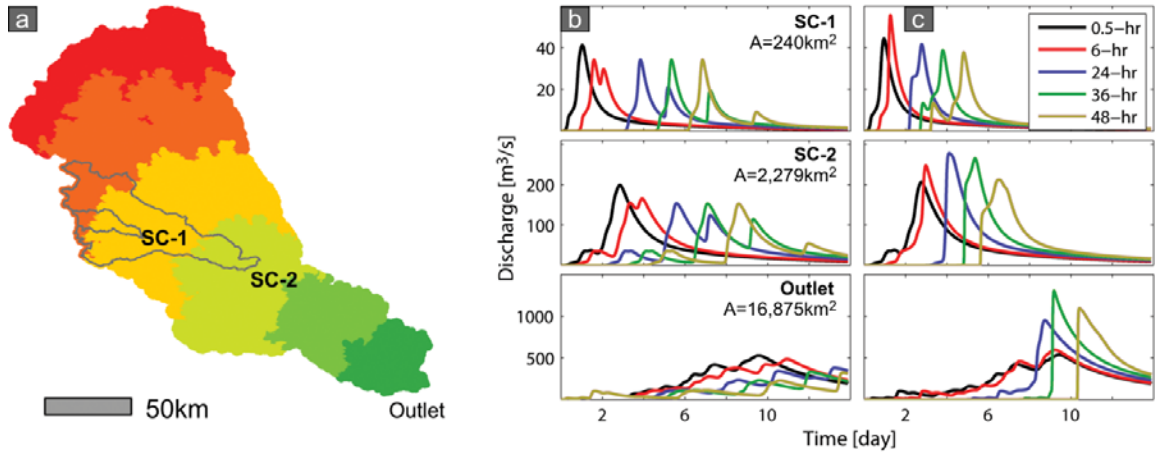 a
SC-1
SC-2
50km
Outlet
b
c
SC-1
A=240km²
40
20
0.5-hr
6-hr
24-hr
36-hr
48-hr
SC-2
A=2,279km²
200
100
Outlet
A=16,875km²
1000
500
Discharge [m³/s]
2 6 10
2 6 10
Time [day]